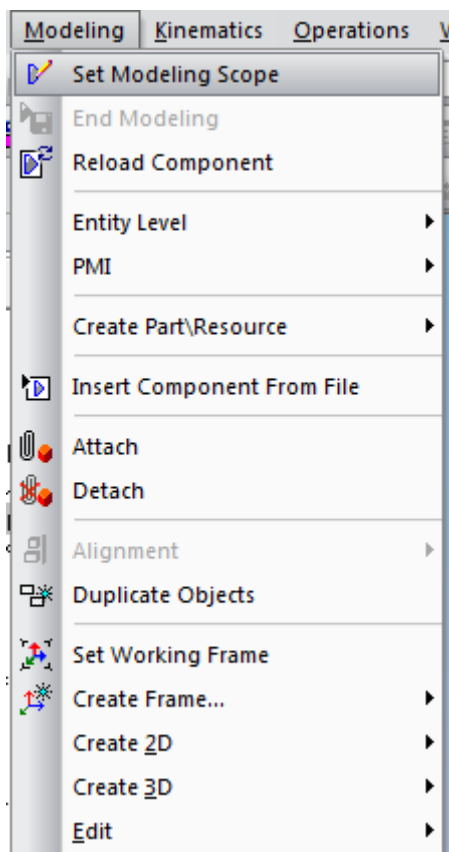 Modeling Kinematics Operations
Set Modeling Scope
End Modeling
Reload Component
Entity Level
PMI
Create Part\Resource
Insert Component From File
Attach
Detach
Alignment
Duplicate Objects
Set Working Frame
Create Frame...
Create 2D
Create 3D
Edit